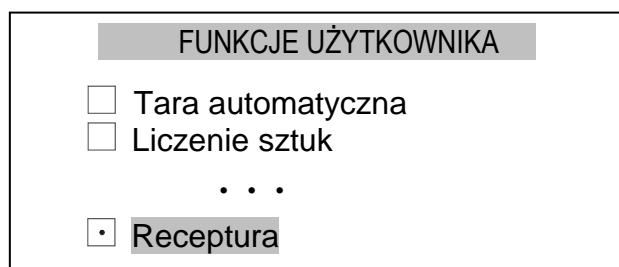 FUNKCJE UŻYTKOWNIKA
Tara automatyczna
Liczenie sztuk
. . .
Receptura